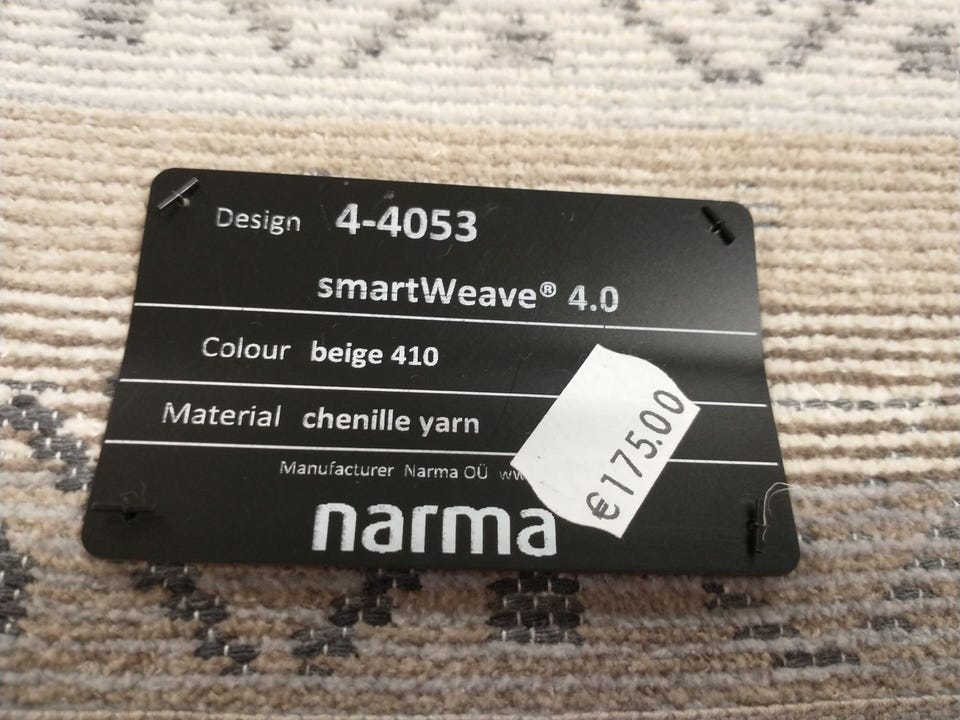 Design 4-4053
smartWeave® 4.0
Colour beige 410
Material chenille yarn
Manufacturer Narma OÜ
narma
€175.00